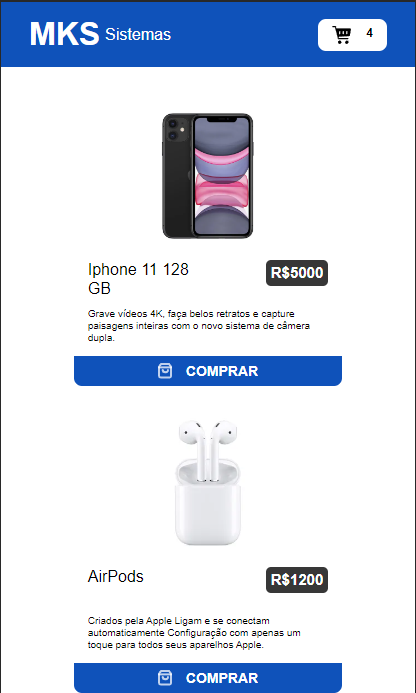 MKS Sistemas
4
Iphone 11 128
GB
R$5000
Grave vídeos 4K, faça belos retratos e capture
paisagens inteiras com o novo sistema de câmera
dupla.
COMPRAR
AirPods
R$1200
Criados pela Apple Ligam e se conectam
automaticamente Configuração com apenas um
toque para todos seus aparelhos Apple.
COMPRAR